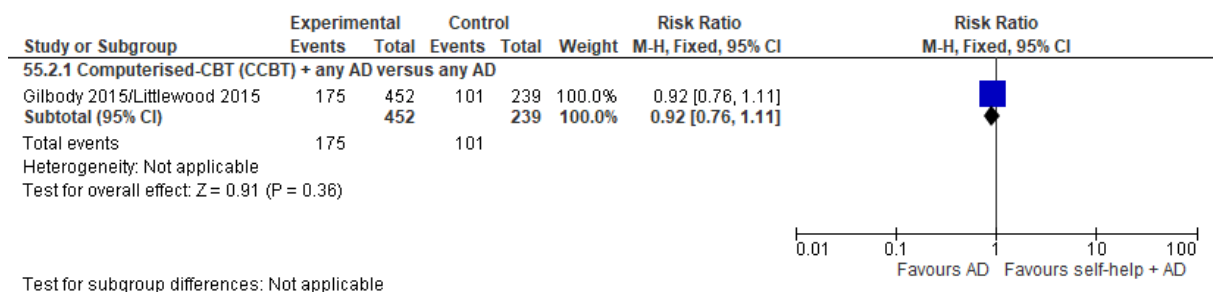 Experimental Control Risk Ratio Risk Ratio
Study or Subgroup Events Total Events Total Weight M-H, Fixed, 95% CI M-H, Fixed, 95% CI
55.2.1 Computerised-CBT (CCBT) + any AD versus any AD
Gilbody 2015/Littlewood 2015 175 452 101 239 100.0% 0.92 [0.76, 1.11]
Subtotal (95% CI) 452 239 100.0% 0.92 [0.76, 1.11]
Total events 175 101
Heterogeneity: Not applicable
Test for overall effect: Z = 0.91 (P = 0.36)
0.01 0.1 1 10 100
Favours AD Favours self-help + AD
Test for subgroup differences: Not applicable